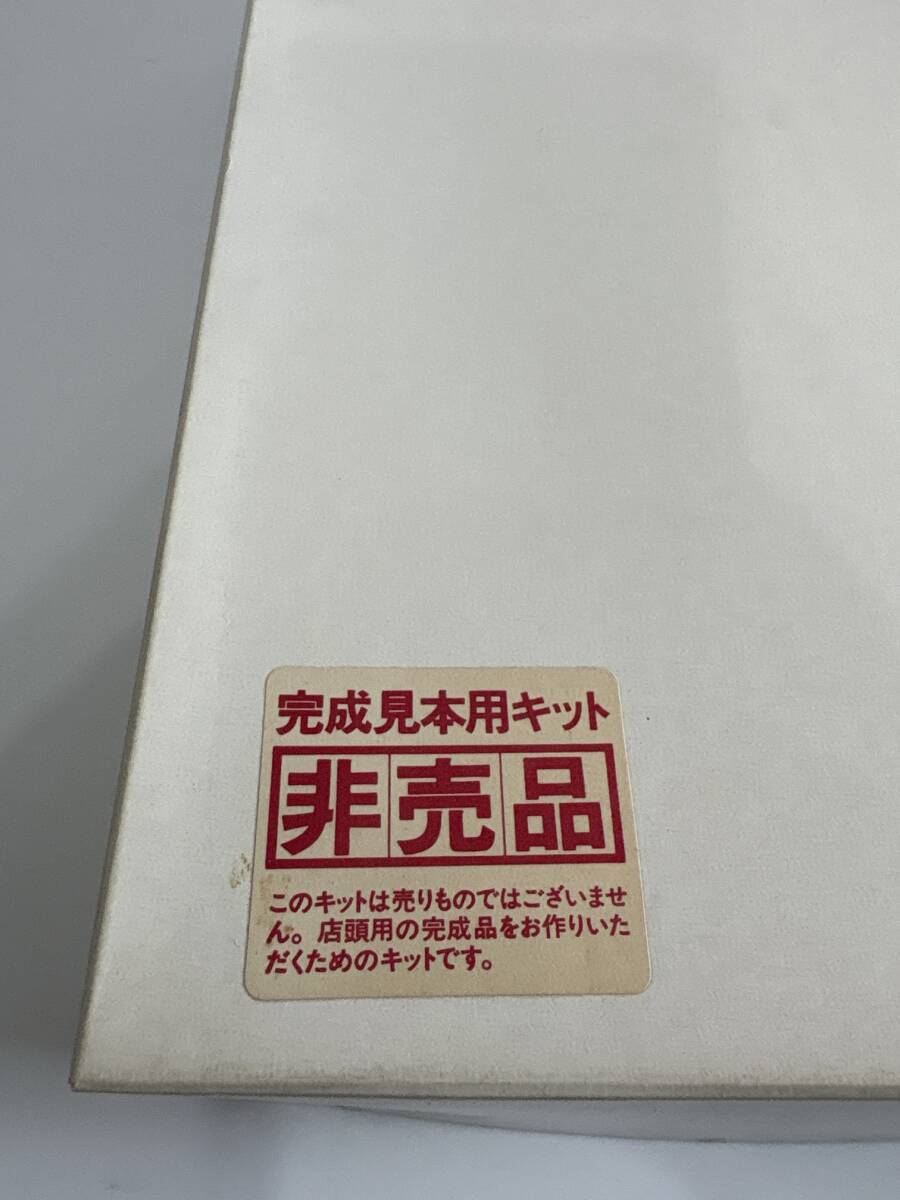 完成見本用キット
非売品
このキットは売りものではございませ
ん。店頭用の完成品をお作りいた
だくためのキットです。